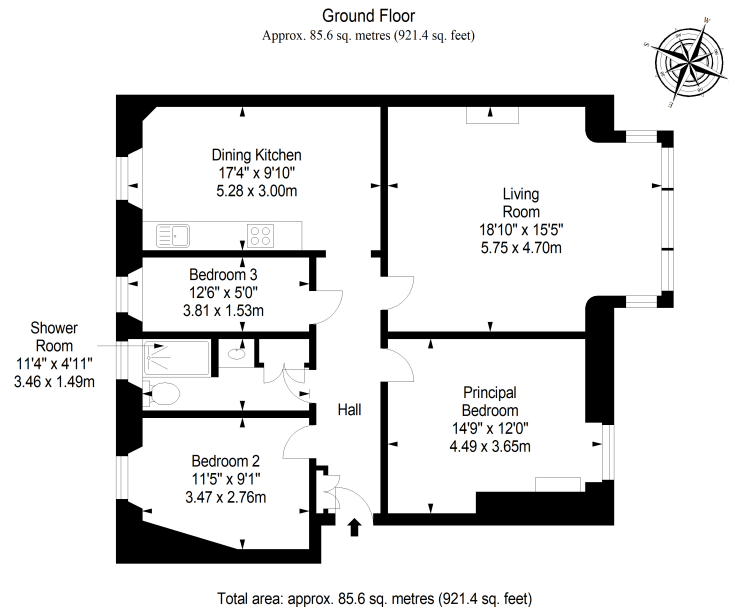 Ground Floor
Approx. 85.6 sq. metres (921.4 sq. feet)
W
S
N
E
Dining Kitchen
17'4" x 9'10"
5.28 x 3.00m
Living
Room
18'10" x 15'5"
5.75 x 4.70m
Bedroom 3
12'6" x 5'0"
3.81 x 1.53m
Shower
Room
11'4" x 4'11"
3.46 x 1.49m
Hall
Principal
Bedroom
14'9" x 12'0"
4.49 x 3.65m
Bedroom 2
11'5" x 9'1"
3.47 x 2.76m
Total area: approx. 85.6 sq. metres (921.4 sq. feet)